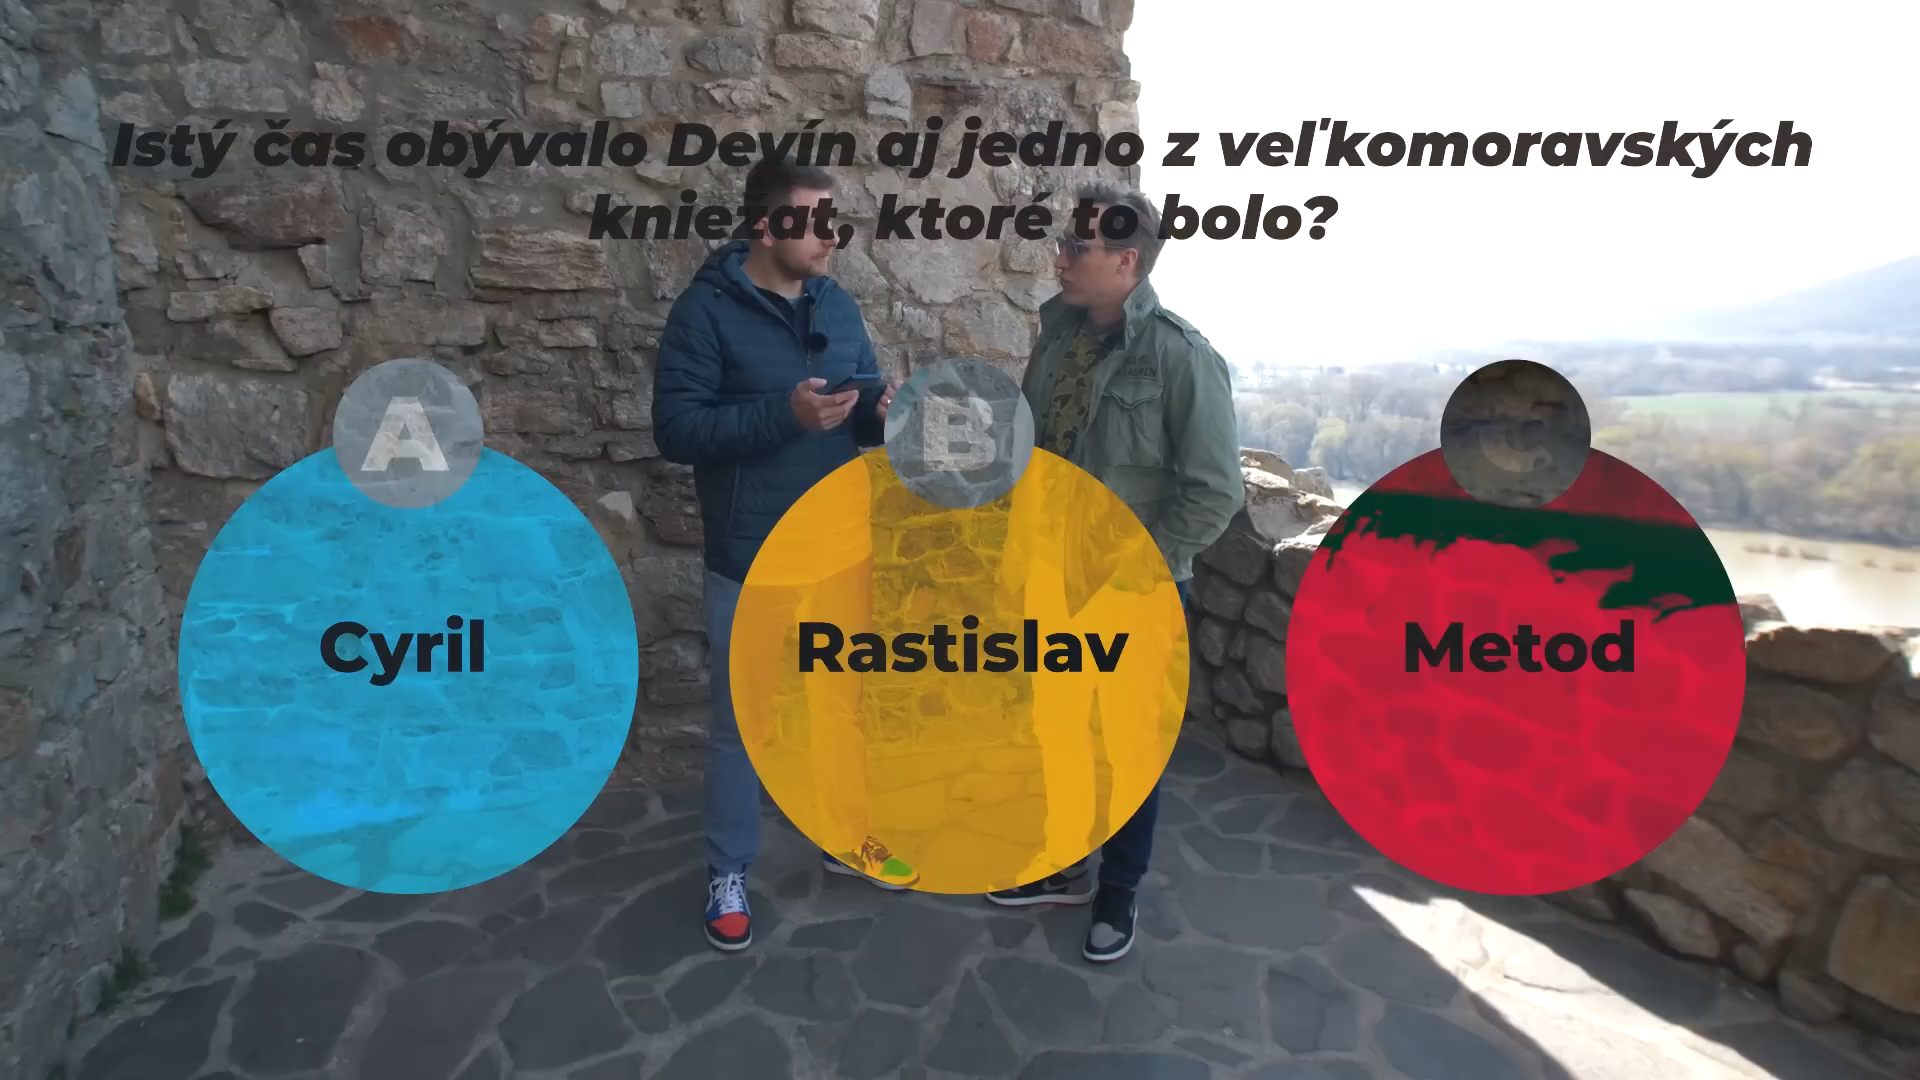 Istý čas obývalo Devín aj jedno z veľkomoravských
kniežat, ktoré to bolo?
A
B
C
Cyril
Rastislav
Metod